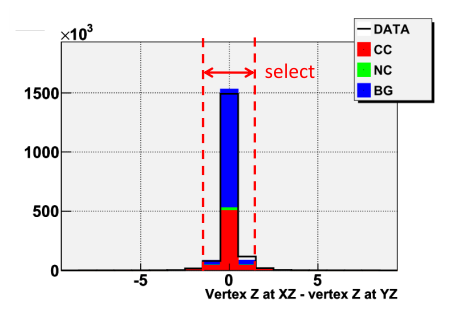 ×10³
DATA
CC
NC
BG
select
1500
1000
500
0
-5 0 5
Vertex Z at XZ - vertex Z at YZ